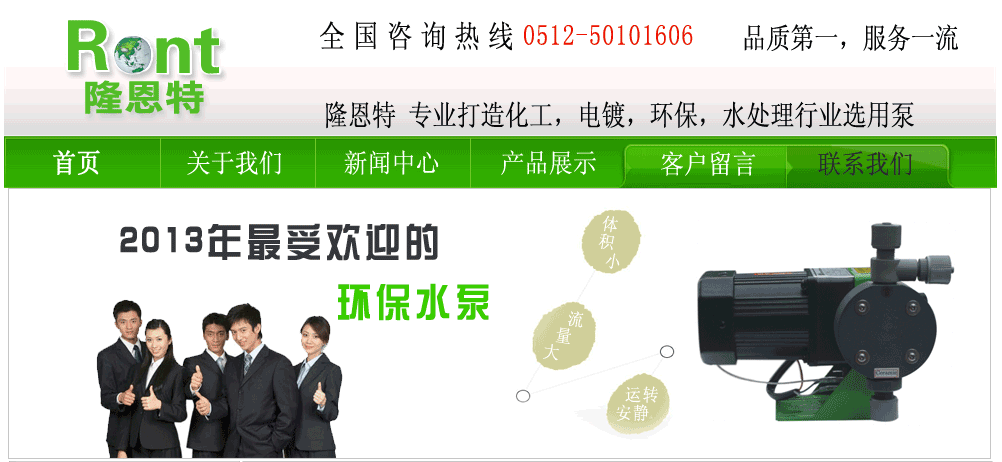 Ront
隆恩特
全国咨询热线 0512-50101606
品质第一，服务一流
隆恩特 专业打造化工，电镀，环保，水处理行业选用泵
首页 关于我们 新闻中心 产品展示 客户留言 联系我们
2013年最受欢迎的
环保水泵
体积小
流量大
运转
安静